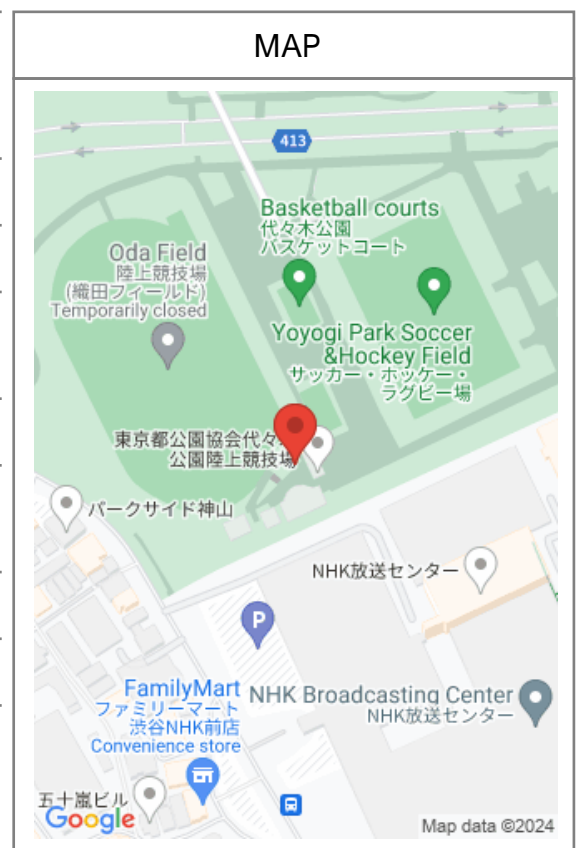 MAP
413
Basketball courts
代々木公園
バスケットコート
Oda Field
陸上競技場
(織田フィールド)
Temporarily closed
Yoyogi Park Soccer
&Hockey Field
サッカー・ホッケー・
ラグビー場
東京都公園協会代々
公園陸上競技場
パークサイド神山
NHK放送センター
P
FamilyMart
ファミリーマート
渋谷NHK前店
Convenience store
NHK Broadcasting Center
NHK放送センター
五十嵐ビル
Google
Map data ©2024